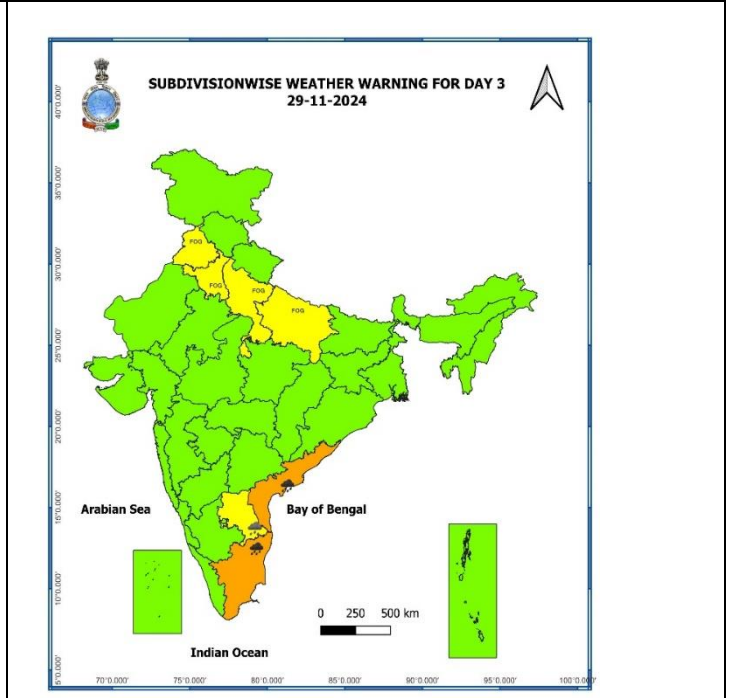 SUBDIVISIONWISE WEATHER WARNING FOR DAY 3
29-11-2024
40°0.000'
35°0.000'
30°0.000'
25°0.000'
20°0.000'
15°0.000'
10°0.000'
5°0.000'
FOG
FOG
FOG
FOG
Arabian Sea
Bay of Bengal
0 250 500 km
Indian Ocean
70°0.000' 75°0.000' 80°0.000' 85°0.000' 90°0.000' 95°0.000' 100°0.000'